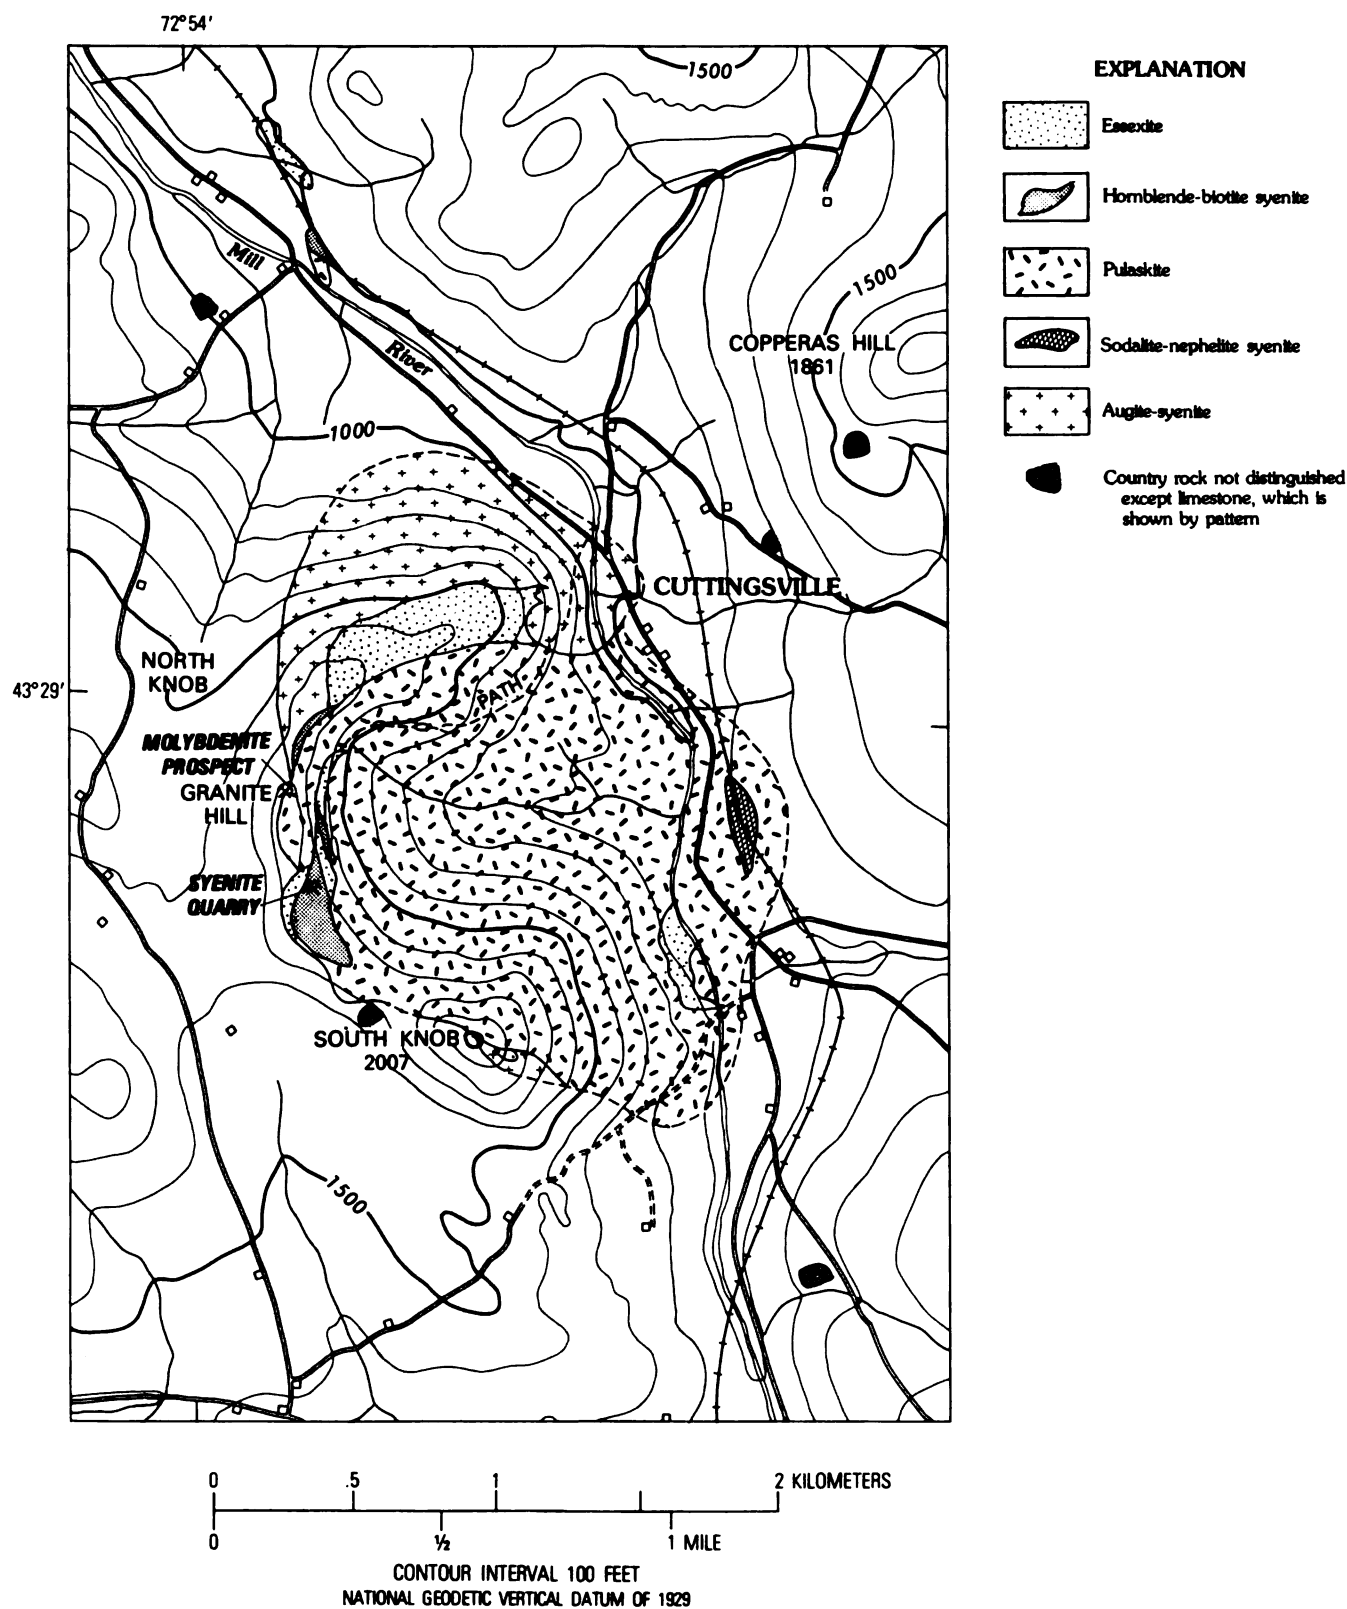 72°54′
1500
EXPLANATION
Essexite
Hornblende-biotite syenite
Pulaskite
Sodalite-nephelite syenite
Augite-syenite
Country rock not distinguished
except limestone, which is
shown by pattern
Mill
River
1500
COPPERAS HILL
1861
1000
CUTTINGSVILLE
NORTH
KNOB
43°29′
PATH
MOLYBDENITE
PROSPECT
GRANITE
HILL
SYENITE
QUARRY
SOUTH KNOB
2007
1500
0 .5 1 2 KILOMETERS
0 ½ 1 MILE
CONTOUR INTERVAL 100 FEET
NATIONAL GEODETIC VERTICAL DATUM OF 1929